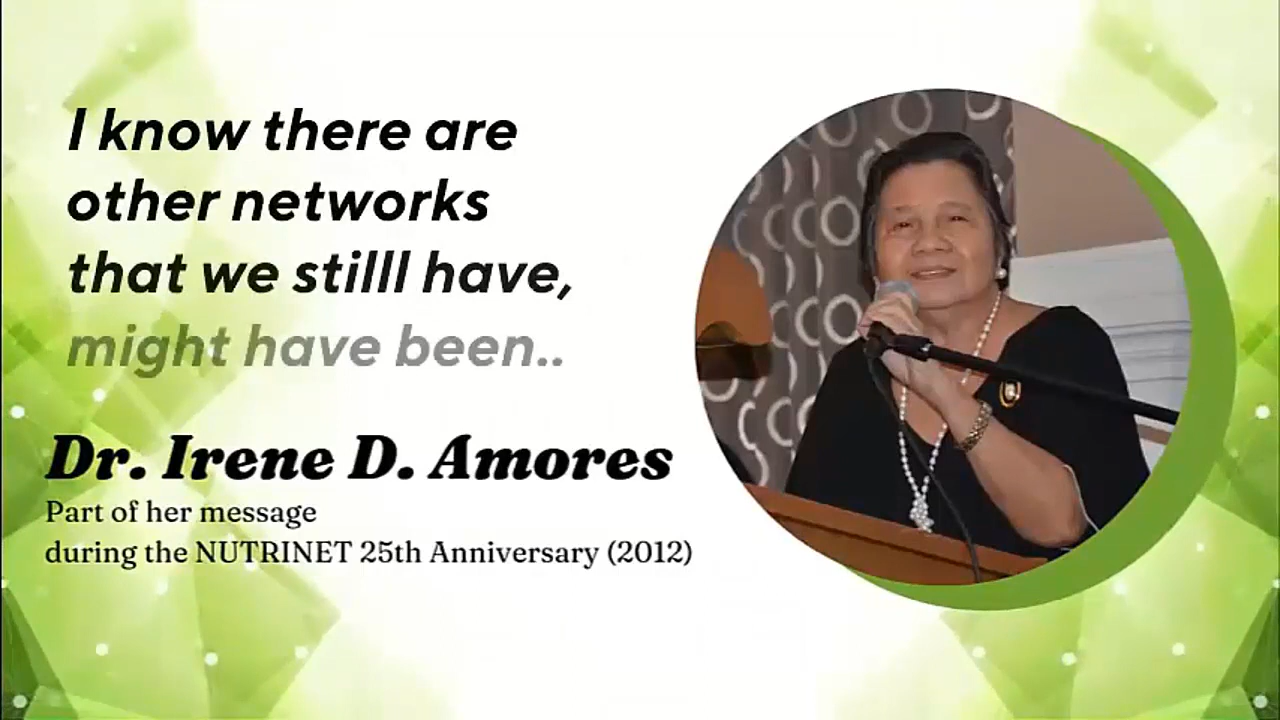 I know there are
other networks
that we stilll have,
might have been..
Dr. Irene D. Amores
Part of her message
during the NUTRINET 25th Anniversary (2012)